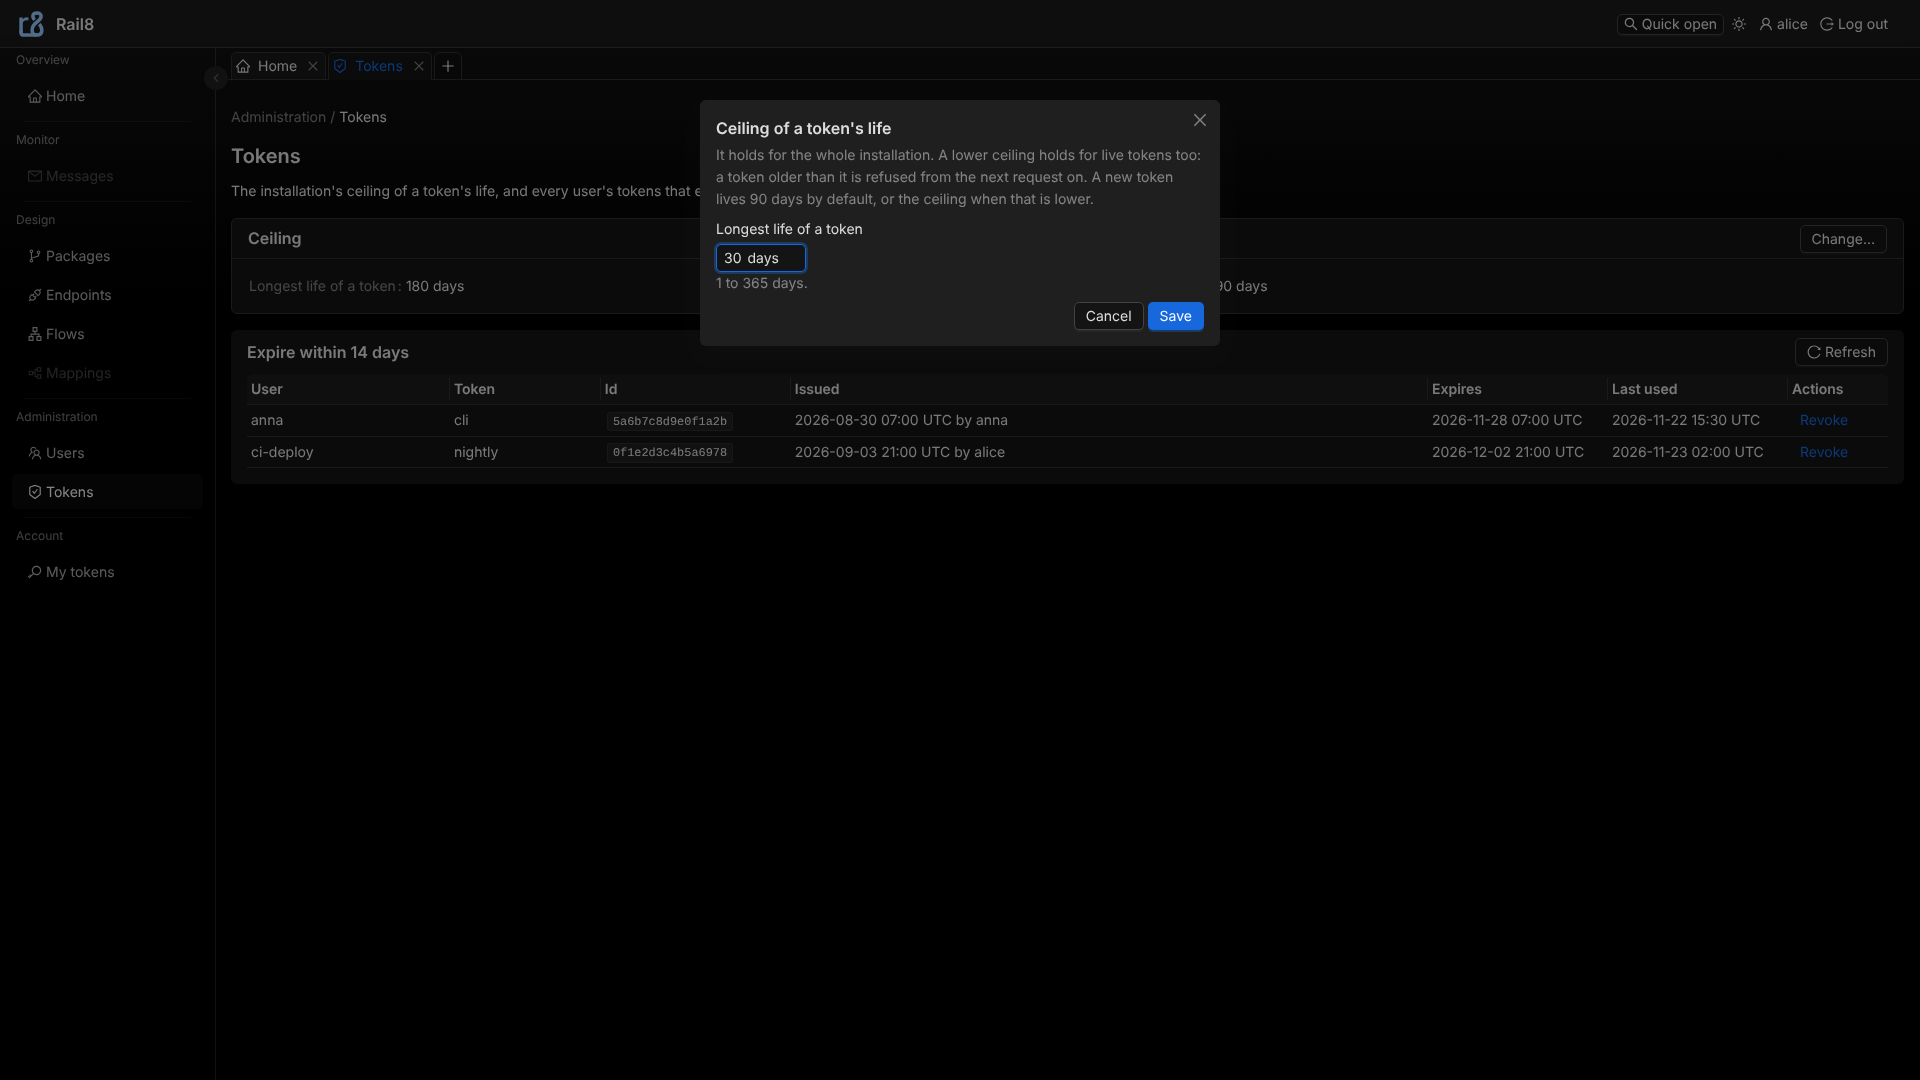 Rail8
Quick open
alice
Log out
Overview
Home
Monitor
Messages
Design
Packages
Endpoints
Flows
Mappings
Administration
Users
Tokens
Account
My tokens
Home
Tokens
Administration / Tokens
Tokens
The installation's ceiling of a token's life, and every user's tokens that
Ceiling
Change...
Longest life of a token: 180 days
90 days
Ceiling of a token's life
It holds for the whole installation. A lower ceiling holds for live tokens too:
a token older than it is refused from the next request on. A new token
lives 90 days by default, or the ceiling when that is lower.
Longest life of a token
30 days
1 to 365 days.
Cancel
Save
Expire within 14 days
Refresh
User Token Id Issued Expires Last used Actions
anna cli 5a6b7c8d9e0f1a2b 2026-08-30 07:00 UTC by anna 2026-11-28 07:00 UTC 2026-11-22 15:30 UTC Revoke
ci-deploy nightly 0f1e2d3c4b5a6978 2026-09-03 21:00 UTC by alice 2026-12-02 21:00 UTC 2026-11-23 02:00 UTC Revoke